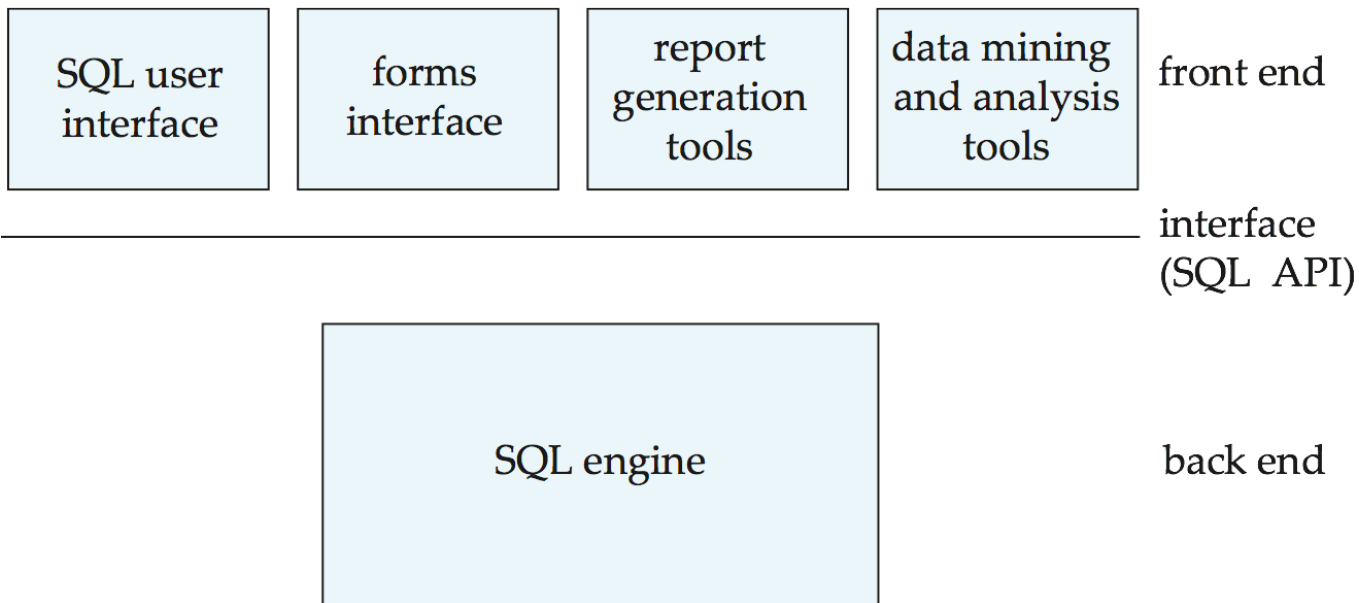 SQL user
interface
forms
interface
report
generation
tools
data mining
and analysis
tools
front end
interface
(SQL API)
SQL engine
back end